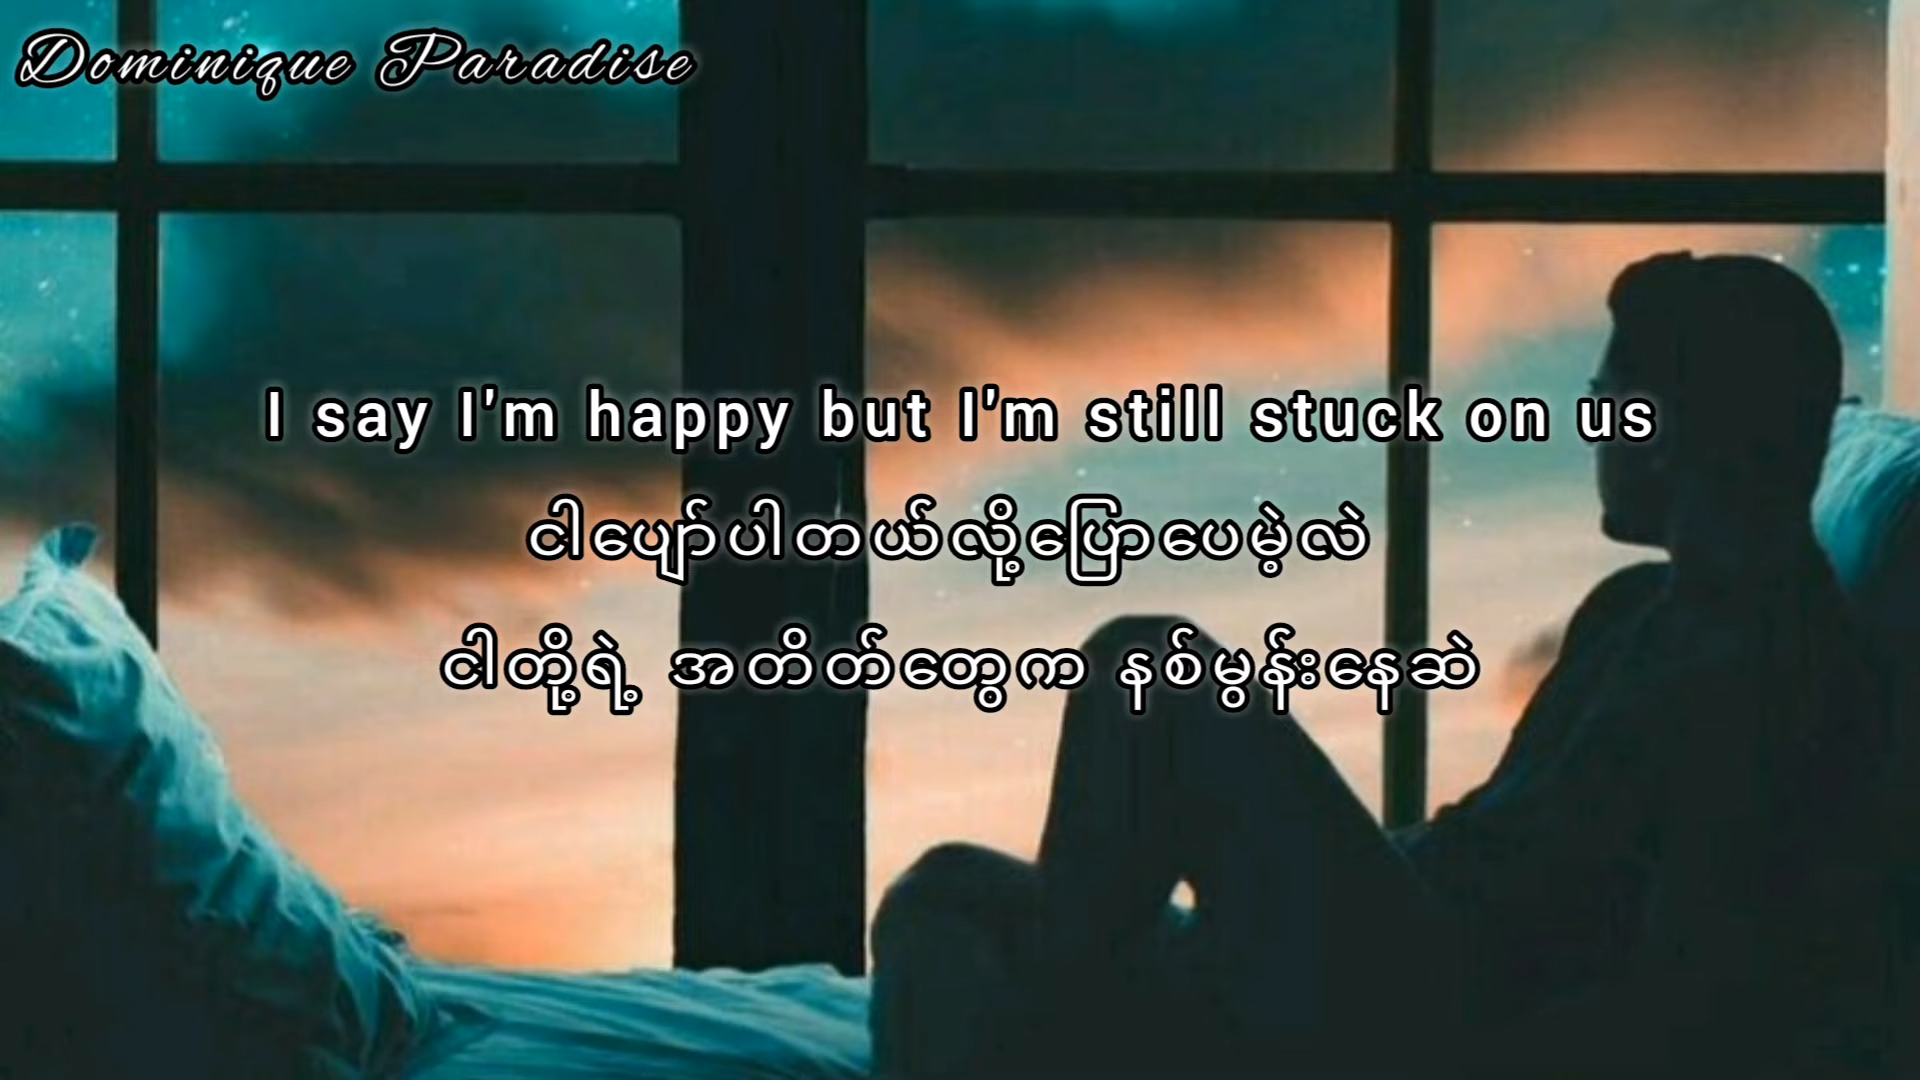 Dominique Paradise
I say I'm happy but I'm still stuck on us
ငါပျော်ပါတယ်လို့ပြောပေမဲ့လဲ
ငါတို့ရဲ့ အတိတ်တွေက နစ်မွန်းနေဆဲ